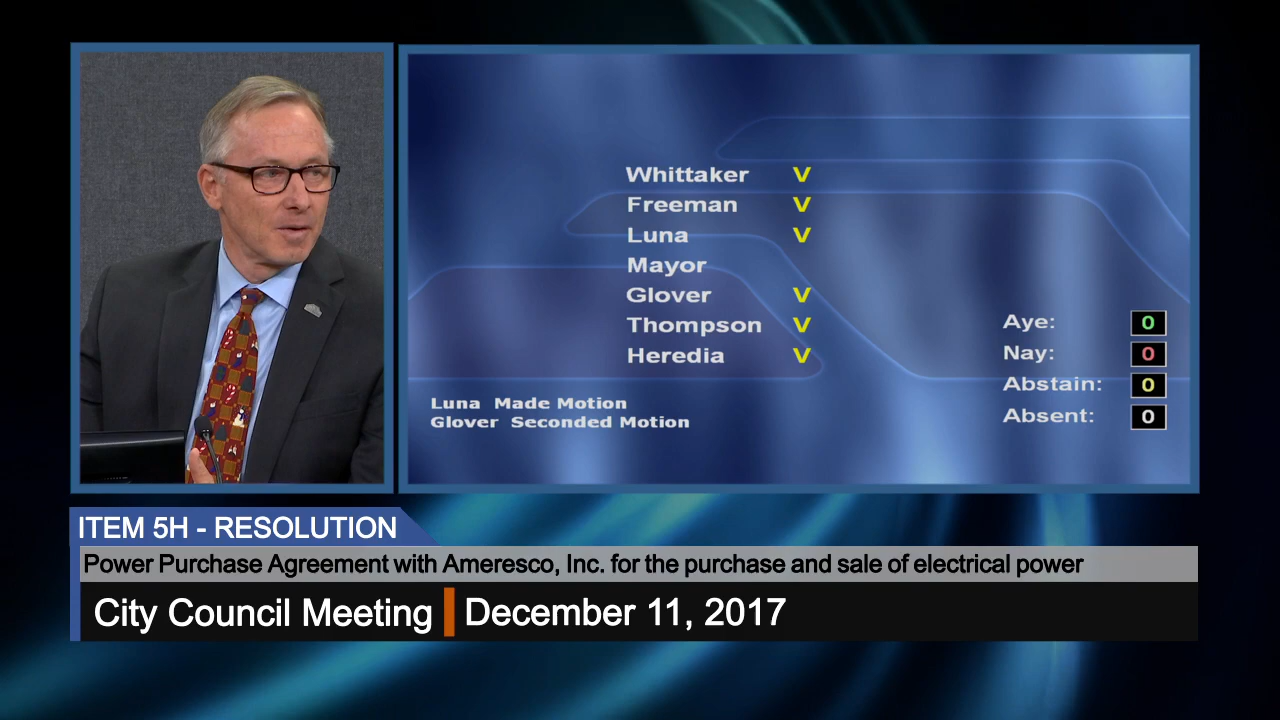 Whittaker V
Freeman V
Luna V
Mayor
Glover V
Thompson V
Heredia V
Luna Made Motion
Glover Seconded Motion
Aye: 0
Nay: 0
Abstain: 0
Absent: 0
ITEM 5H - RESOLUTION
Power Purchase Agreement with Ameresco, Inc. for the purchase and sale of electrical power
City Council Meeting December 11, 2017